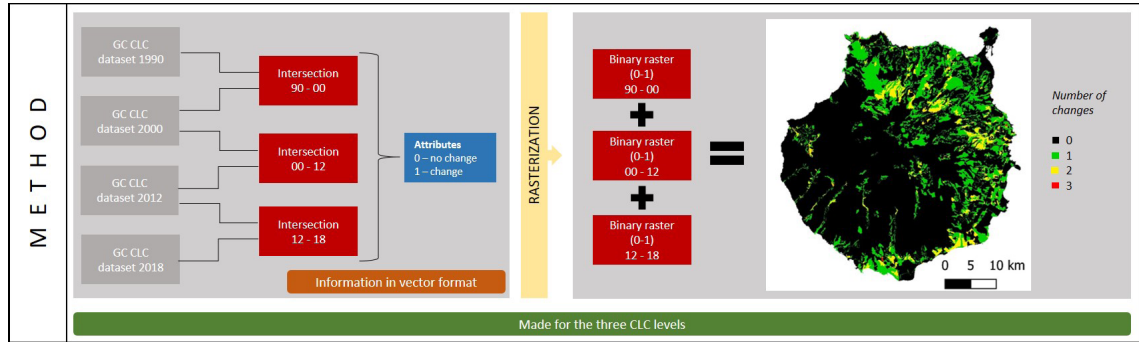 METHOD
GC CLC
dataset 1990
GC CLC
dataset 2000
GC CLC
dataset 2012
GC CLC
dataset 2018
Intersection
90 - 00
Intersection
00 - 12
Intersection
12 - 18
Attributes
0 – no change
1 – change
Information in vector format
RASTERIZATION
Binary raster
(0-1)
90 - 00
+
Binary raster
(0-1)
00 - 12
+
Binary raster
(0-1)
12 - 18
=
Number of
changes
0
1
2
3
0 5 10 km
Made for the three CLC levels